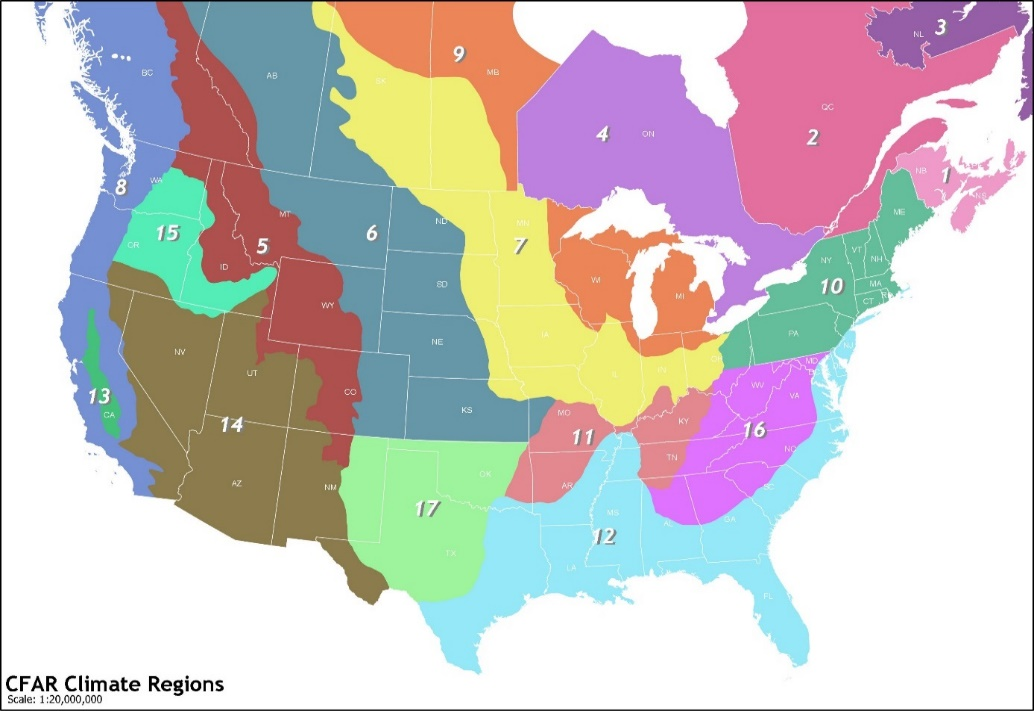 3
NL
9
MB
BC
AB
SK
QC
4
ON
2
NB
1
NS
8
WA
MT
ME
15
5
6
ND
MN
7
OR
ID
NY
VT
NH
10
MA
CT
RI
WI
MI
SD
WY
PA
NJ
NV
NE
IA
OH
MD
DE
UT
IL
IN
WV
VA
13
CA
CO
KS
MO
KY
14
11
16
TN
NC
AZ
NM
OK
AR
SC
17
MS
AL
GA
12
TX
LA
FL
CFAR Climate Regions
Scale: 1:20,000,000